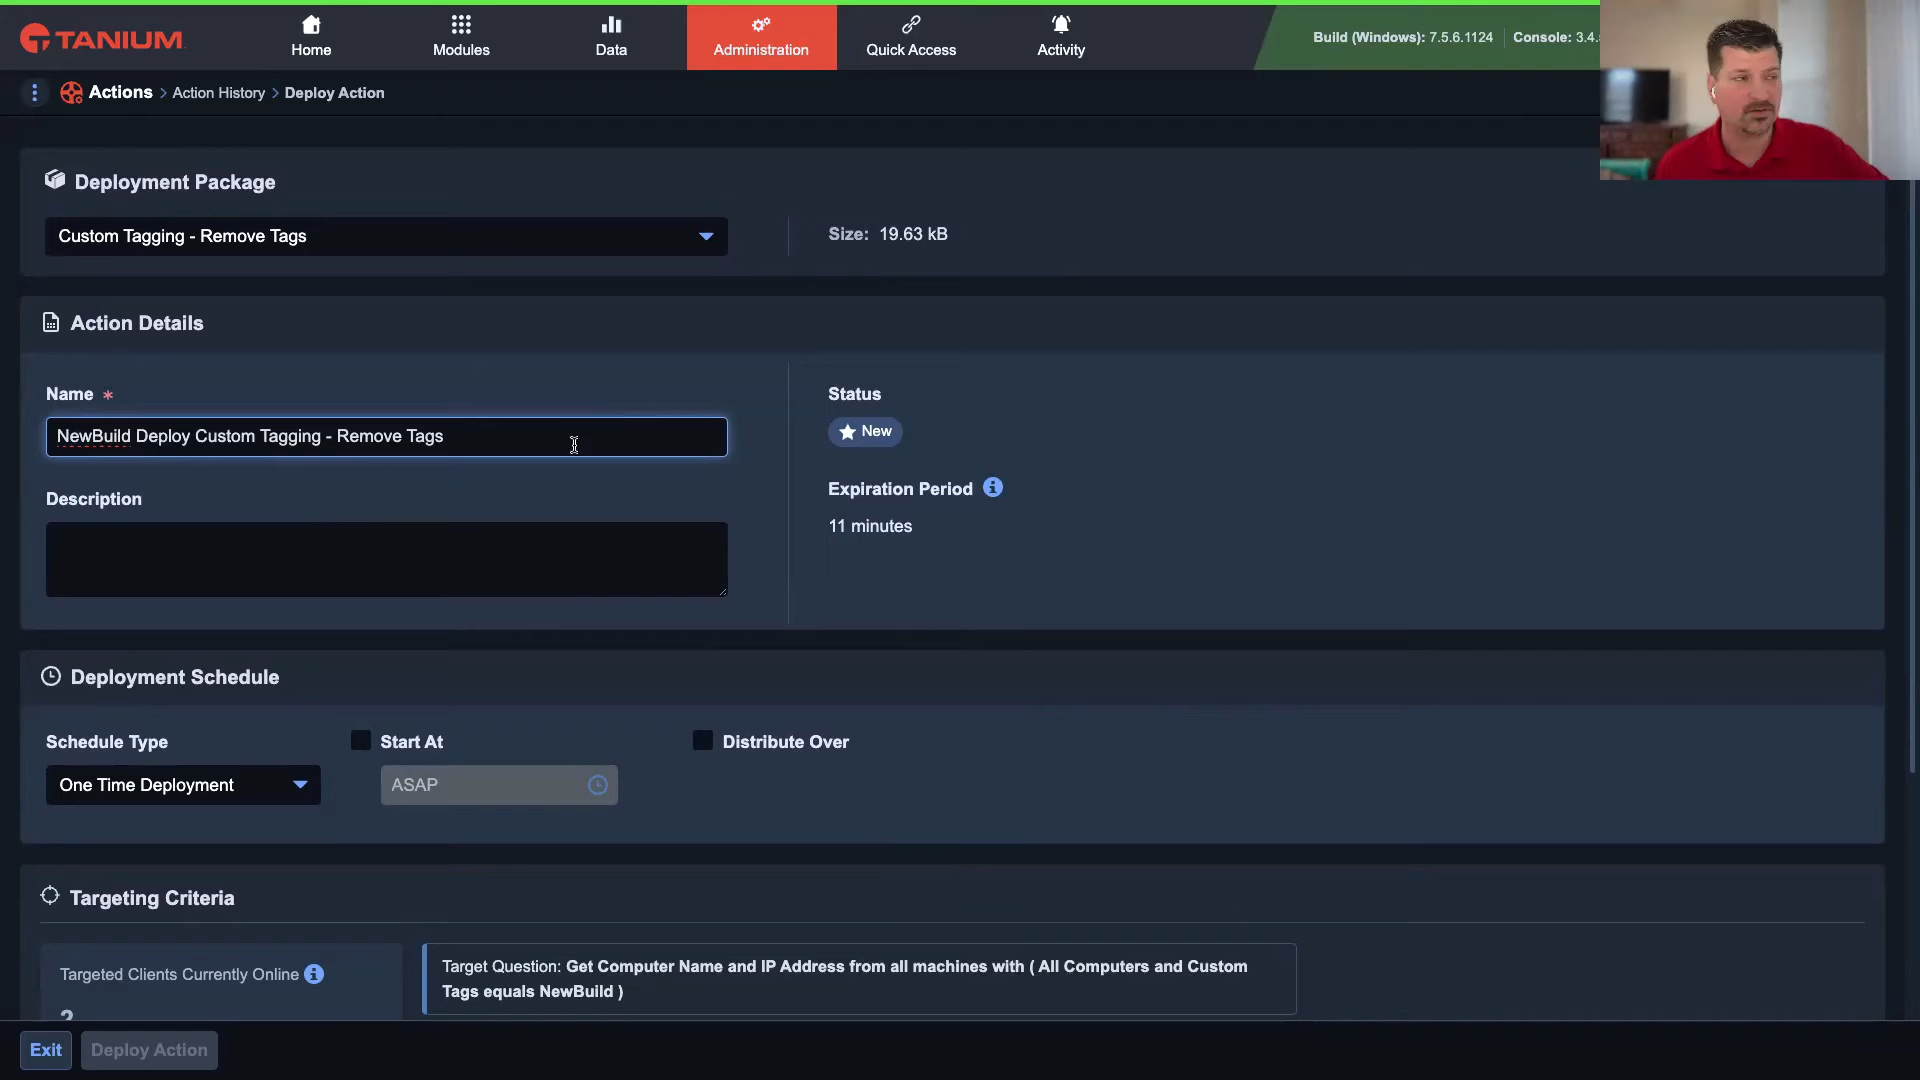 TANIUM
Home
Modules
Data
Administration
Quick Access
Activity
Build (Windows): 7.5.6.1124
Console: 3.4.
Actions > Action History > Deploy Action
Deployment Package
Custom Tagging - Remove Tags
Size: 19.63 kB
Action Details
Name *
NewBuild Deploy Custom Tagging - Remove Tags
Status
New
Description
Expiration Period
11 minutes
Deployment Schedule
Schedule Type
Start At
Distribute Over
One Time Deployment
ASAP
Targeting Criteria
Targeted Clients Currently Online
Target Question: Get Computer Name and IP Address from all machines with ( All Computers and Custom
Tags equals NewBuild )
Exit
Deploy Action